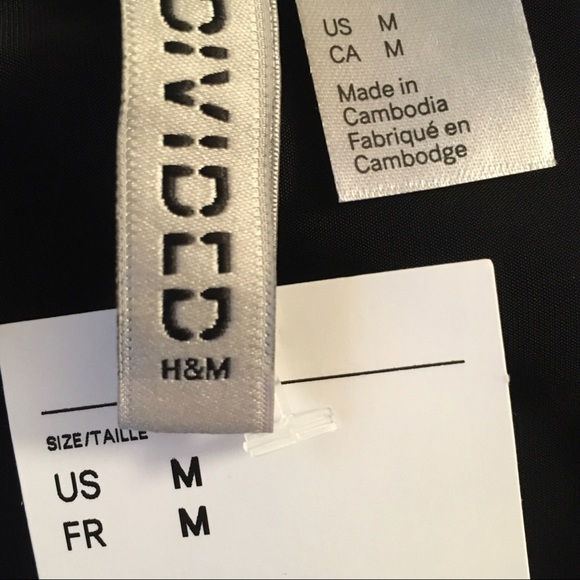 DIVIDED
H&M
US M
CA M
Made in
Cambodia
Fabriqué en
Cambodge
SIZE/TAILLE
US M
FR M